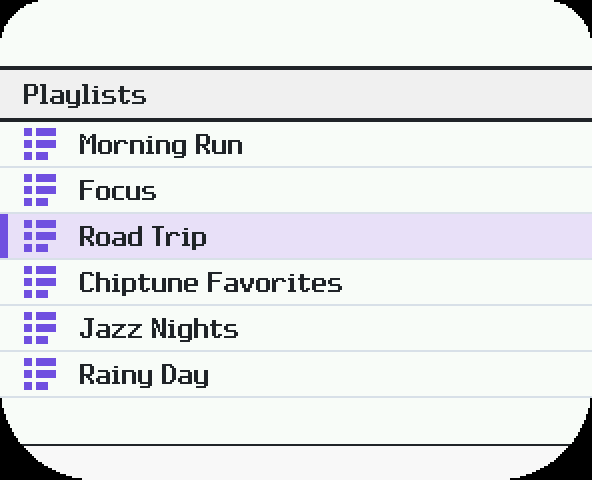 Playlists
Morning Run
Focus
Road Trip
Chiptune Favorites
Jazz Nights
Rainy Day